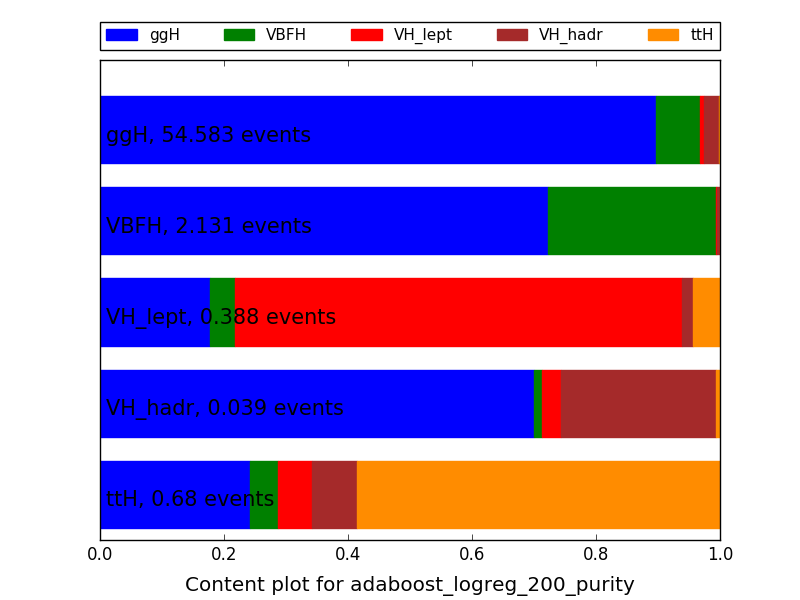 ggH VBFH VH_lept VH_hadr ttH
ggH, 54.583 events
VBFH, 2.131 events
VH_lept, 0.388 events
VH_hadr, 0.039 events
ttH, 0.68 events
0.0 0.2 0.4 0.6 0.8 1.0
Content plot for adaboost_logreg_200_purity